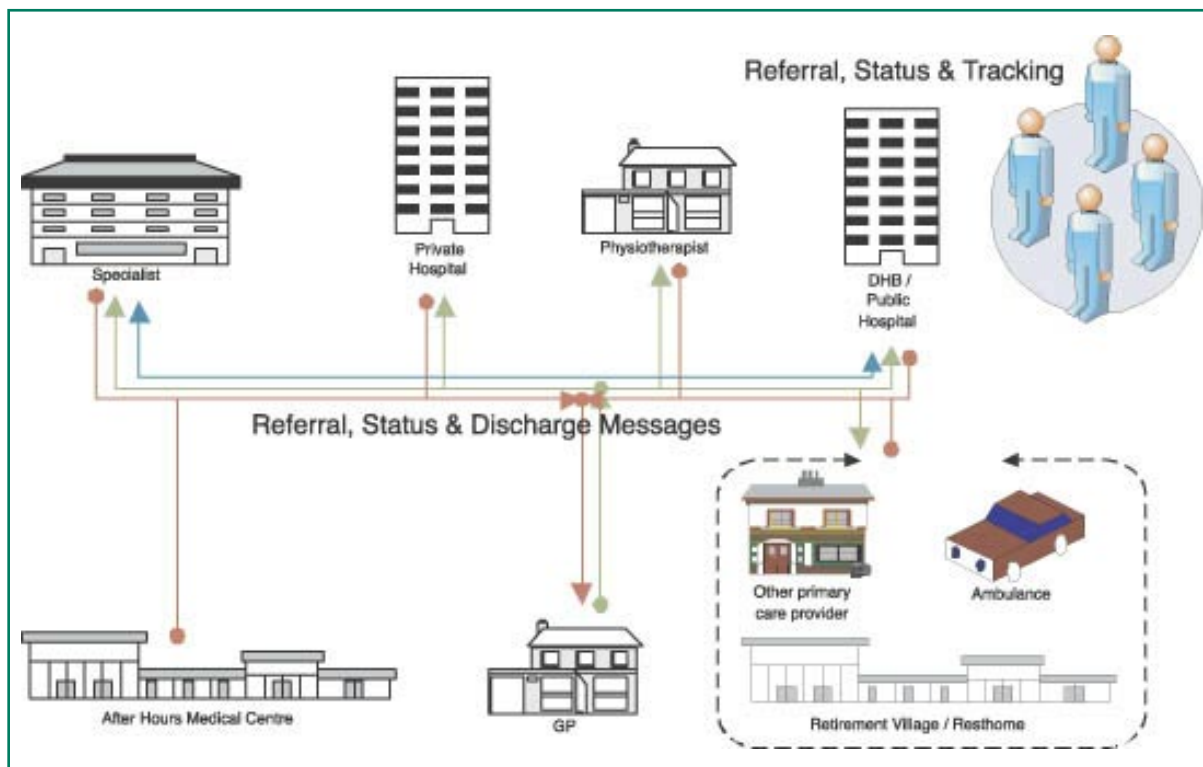 Referral, Status & Tracking
Specialist
Private
Hospital
Physiotherapist
DHB /
Public
Hospital
Referral, Status & Discharge Messages
Other primary
care provider
Ambulance
After Hours Medical Centre
GP
Retirement Village / Resthome